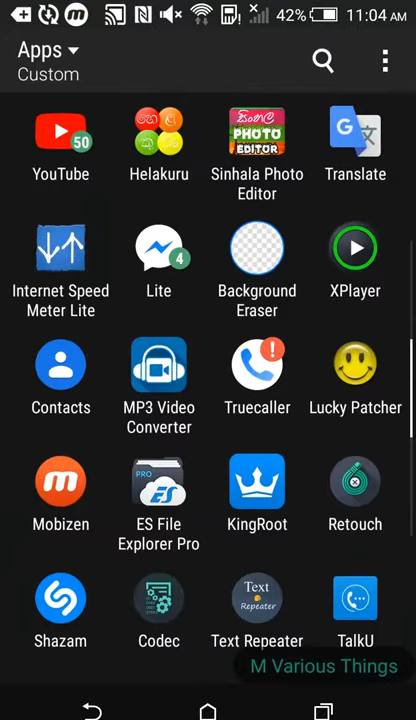 42% 11:04 AM
Apps
Custom
50
YouTube
Helakuru
සිංහල
PHOTO
EDITOR
Sinhala Photo
Editor
G
Translate
Internet Speed
Meter Lite
4
Lite
Background
Eraser
XPlayer
Contacts
MP3 Video
Converter
!
Truecaller
Lucky Patcher
m
Mobizen
PRO
ES
ES File
Explorer Pro
KingRoot
Retouch
Shazam
Codec
Text
Repeater
Text Repeater
TalkU
M Various Things